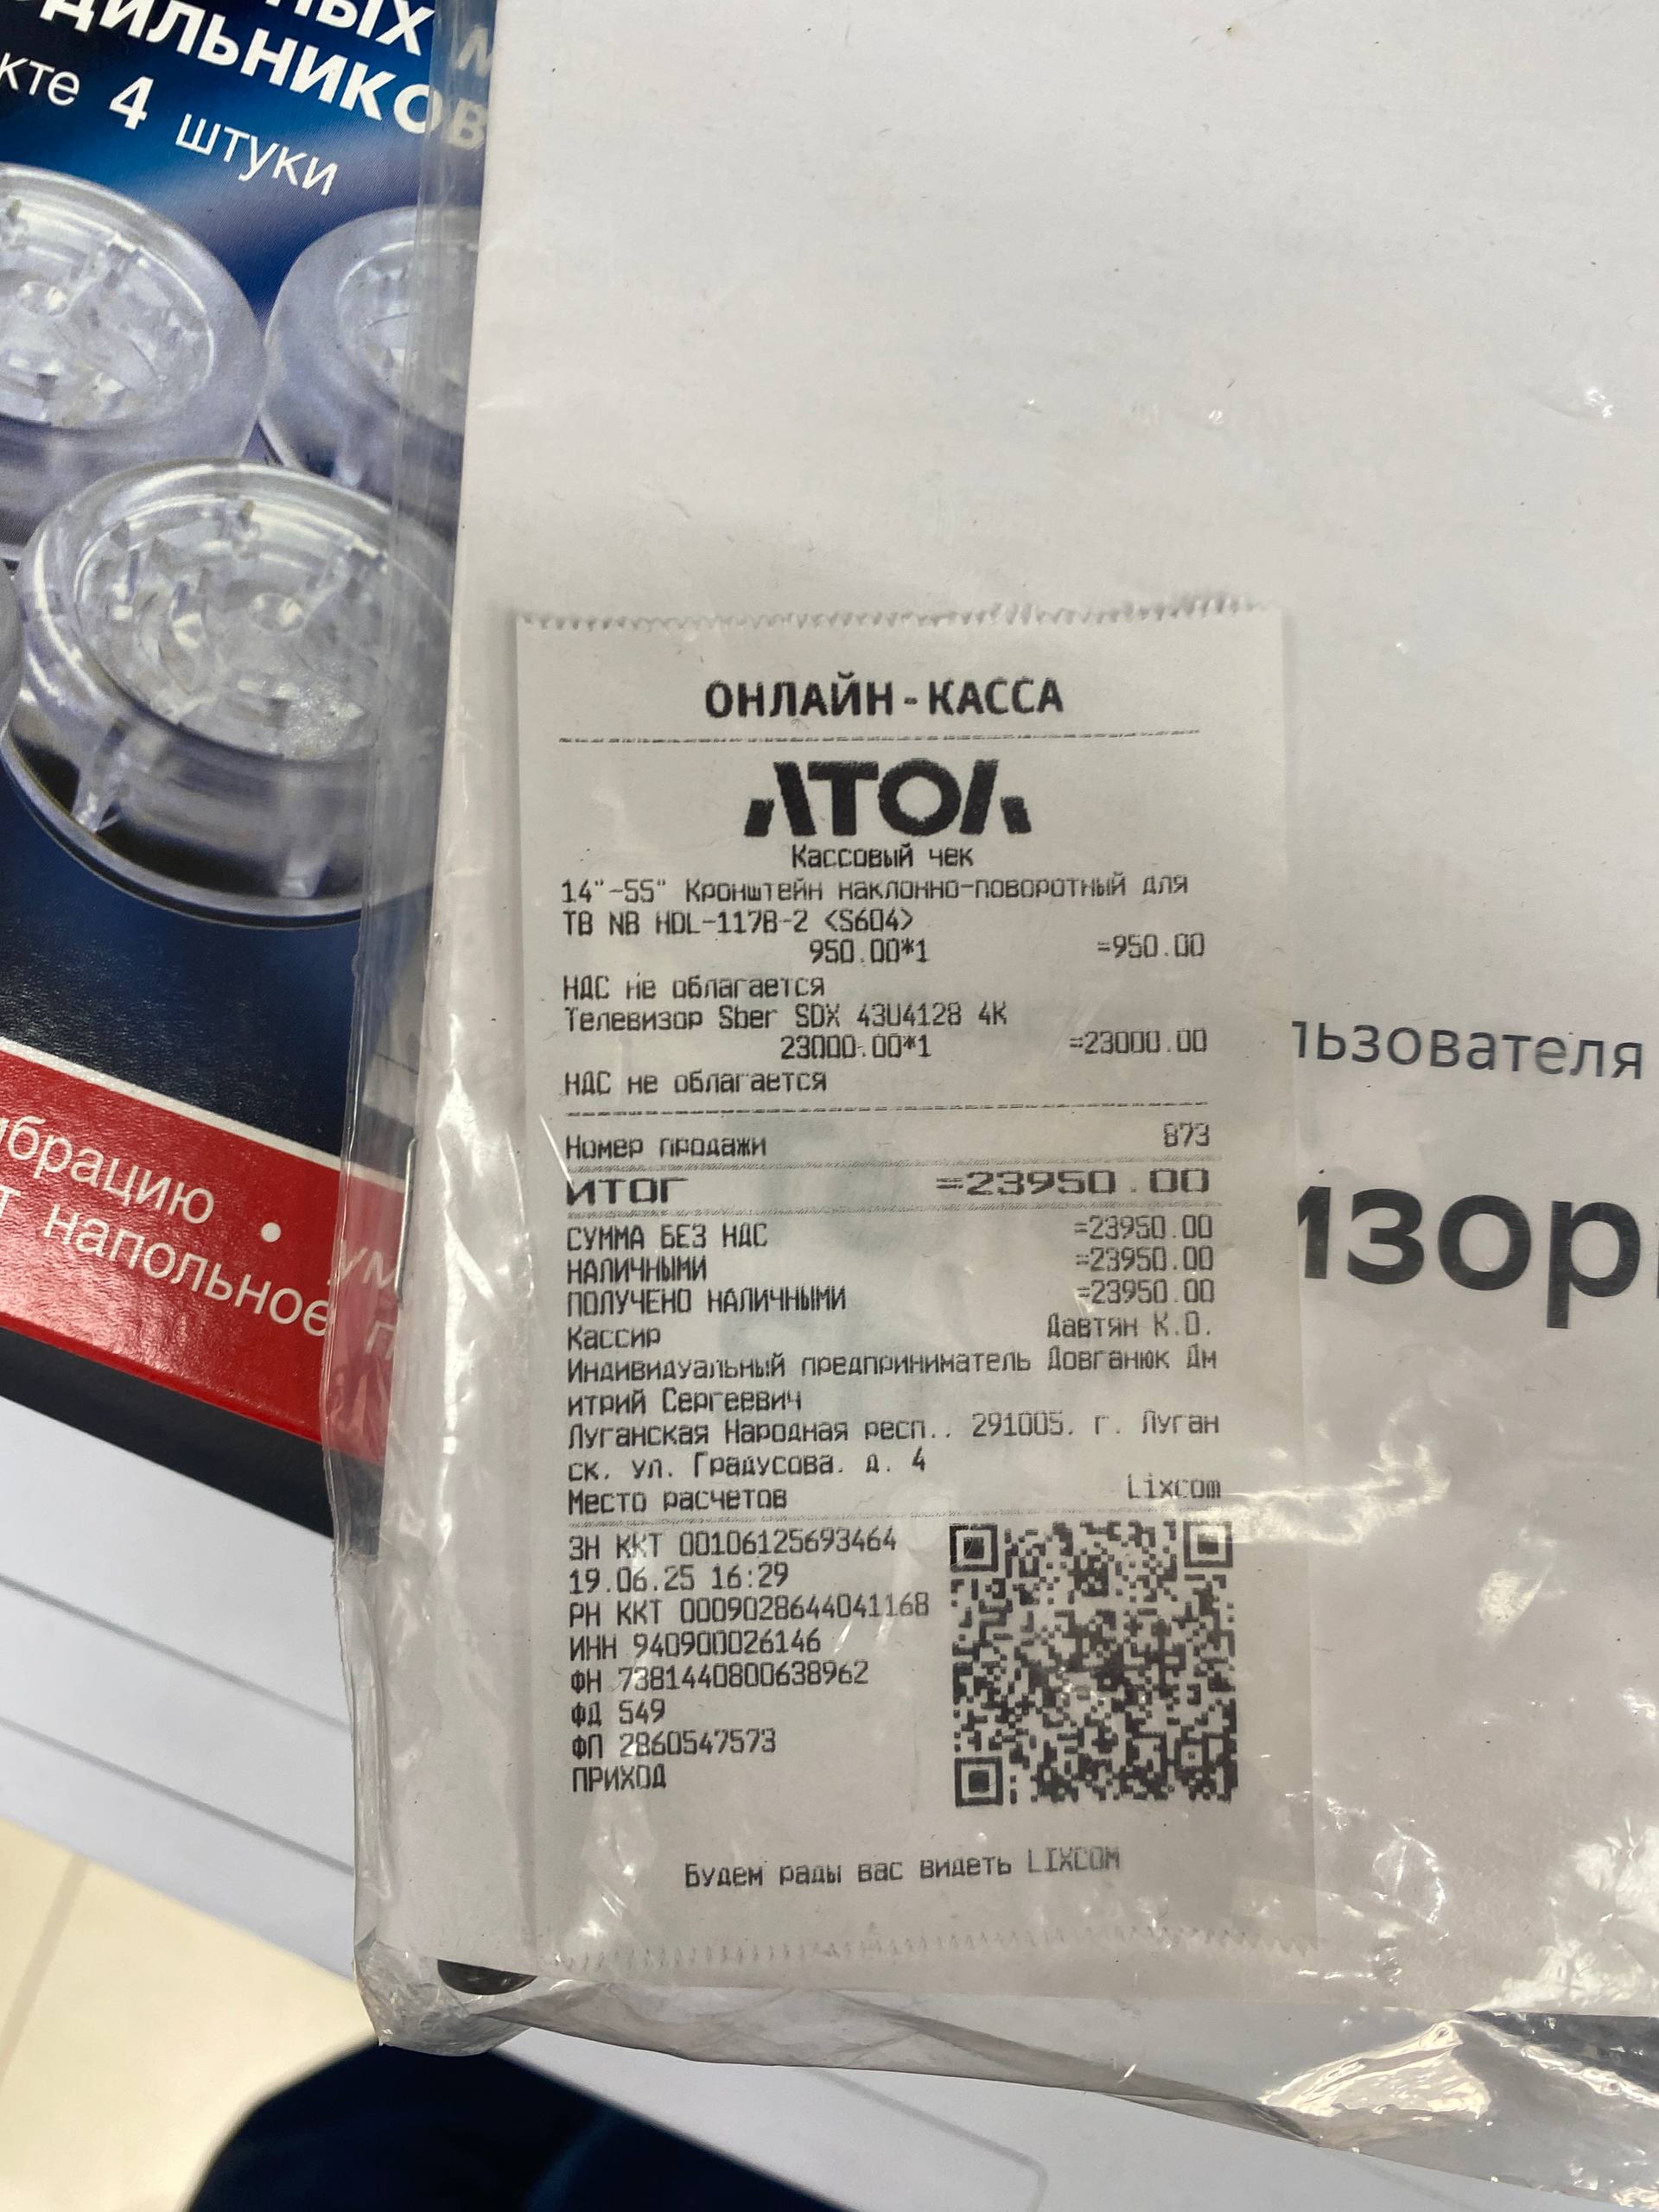 ных м
дильников
кте 4 штуки
ибрацию • ум
т напольное п
ОНЛАЙН-КАССА
АТОЛ
Кассовый чек
14"-55" Кронштейн наклонно-поворотный для
ТВ NB HDL-117B-2 <S604>
950.00*1 =950.00
НДС не облагается
Телевизор Sber SDX 43U4128 4K
23000.00*1 =23000.00
НДС не облагается
Номер продажи 873
ИТОГ =23950.00
СУММА БЕЗ НДС =23950.00
НАЛИЧНЫМИ =23950.00
ПОЛУЧЕНО НАЛИЧНЫМИ =23950.00
Кассир Давтян К.О.
Индивидуальный предприниматель Довганюк Дм
итрий Сергеевич
Луганская Народная респ., 291005, г. Луган
ск, ул. Градусова, д. 4
Место расчетов Lixcom
ЗН ККТ 00106125693464
19.06.25 16:29
РН ККТ 0009028644041168
ИНН 940900026146
ФН 7381440800638962
ФД 549
ФП 2860547573
ПРИХОД
Будем рады вас видеть LIXCOM
льзователя
изор